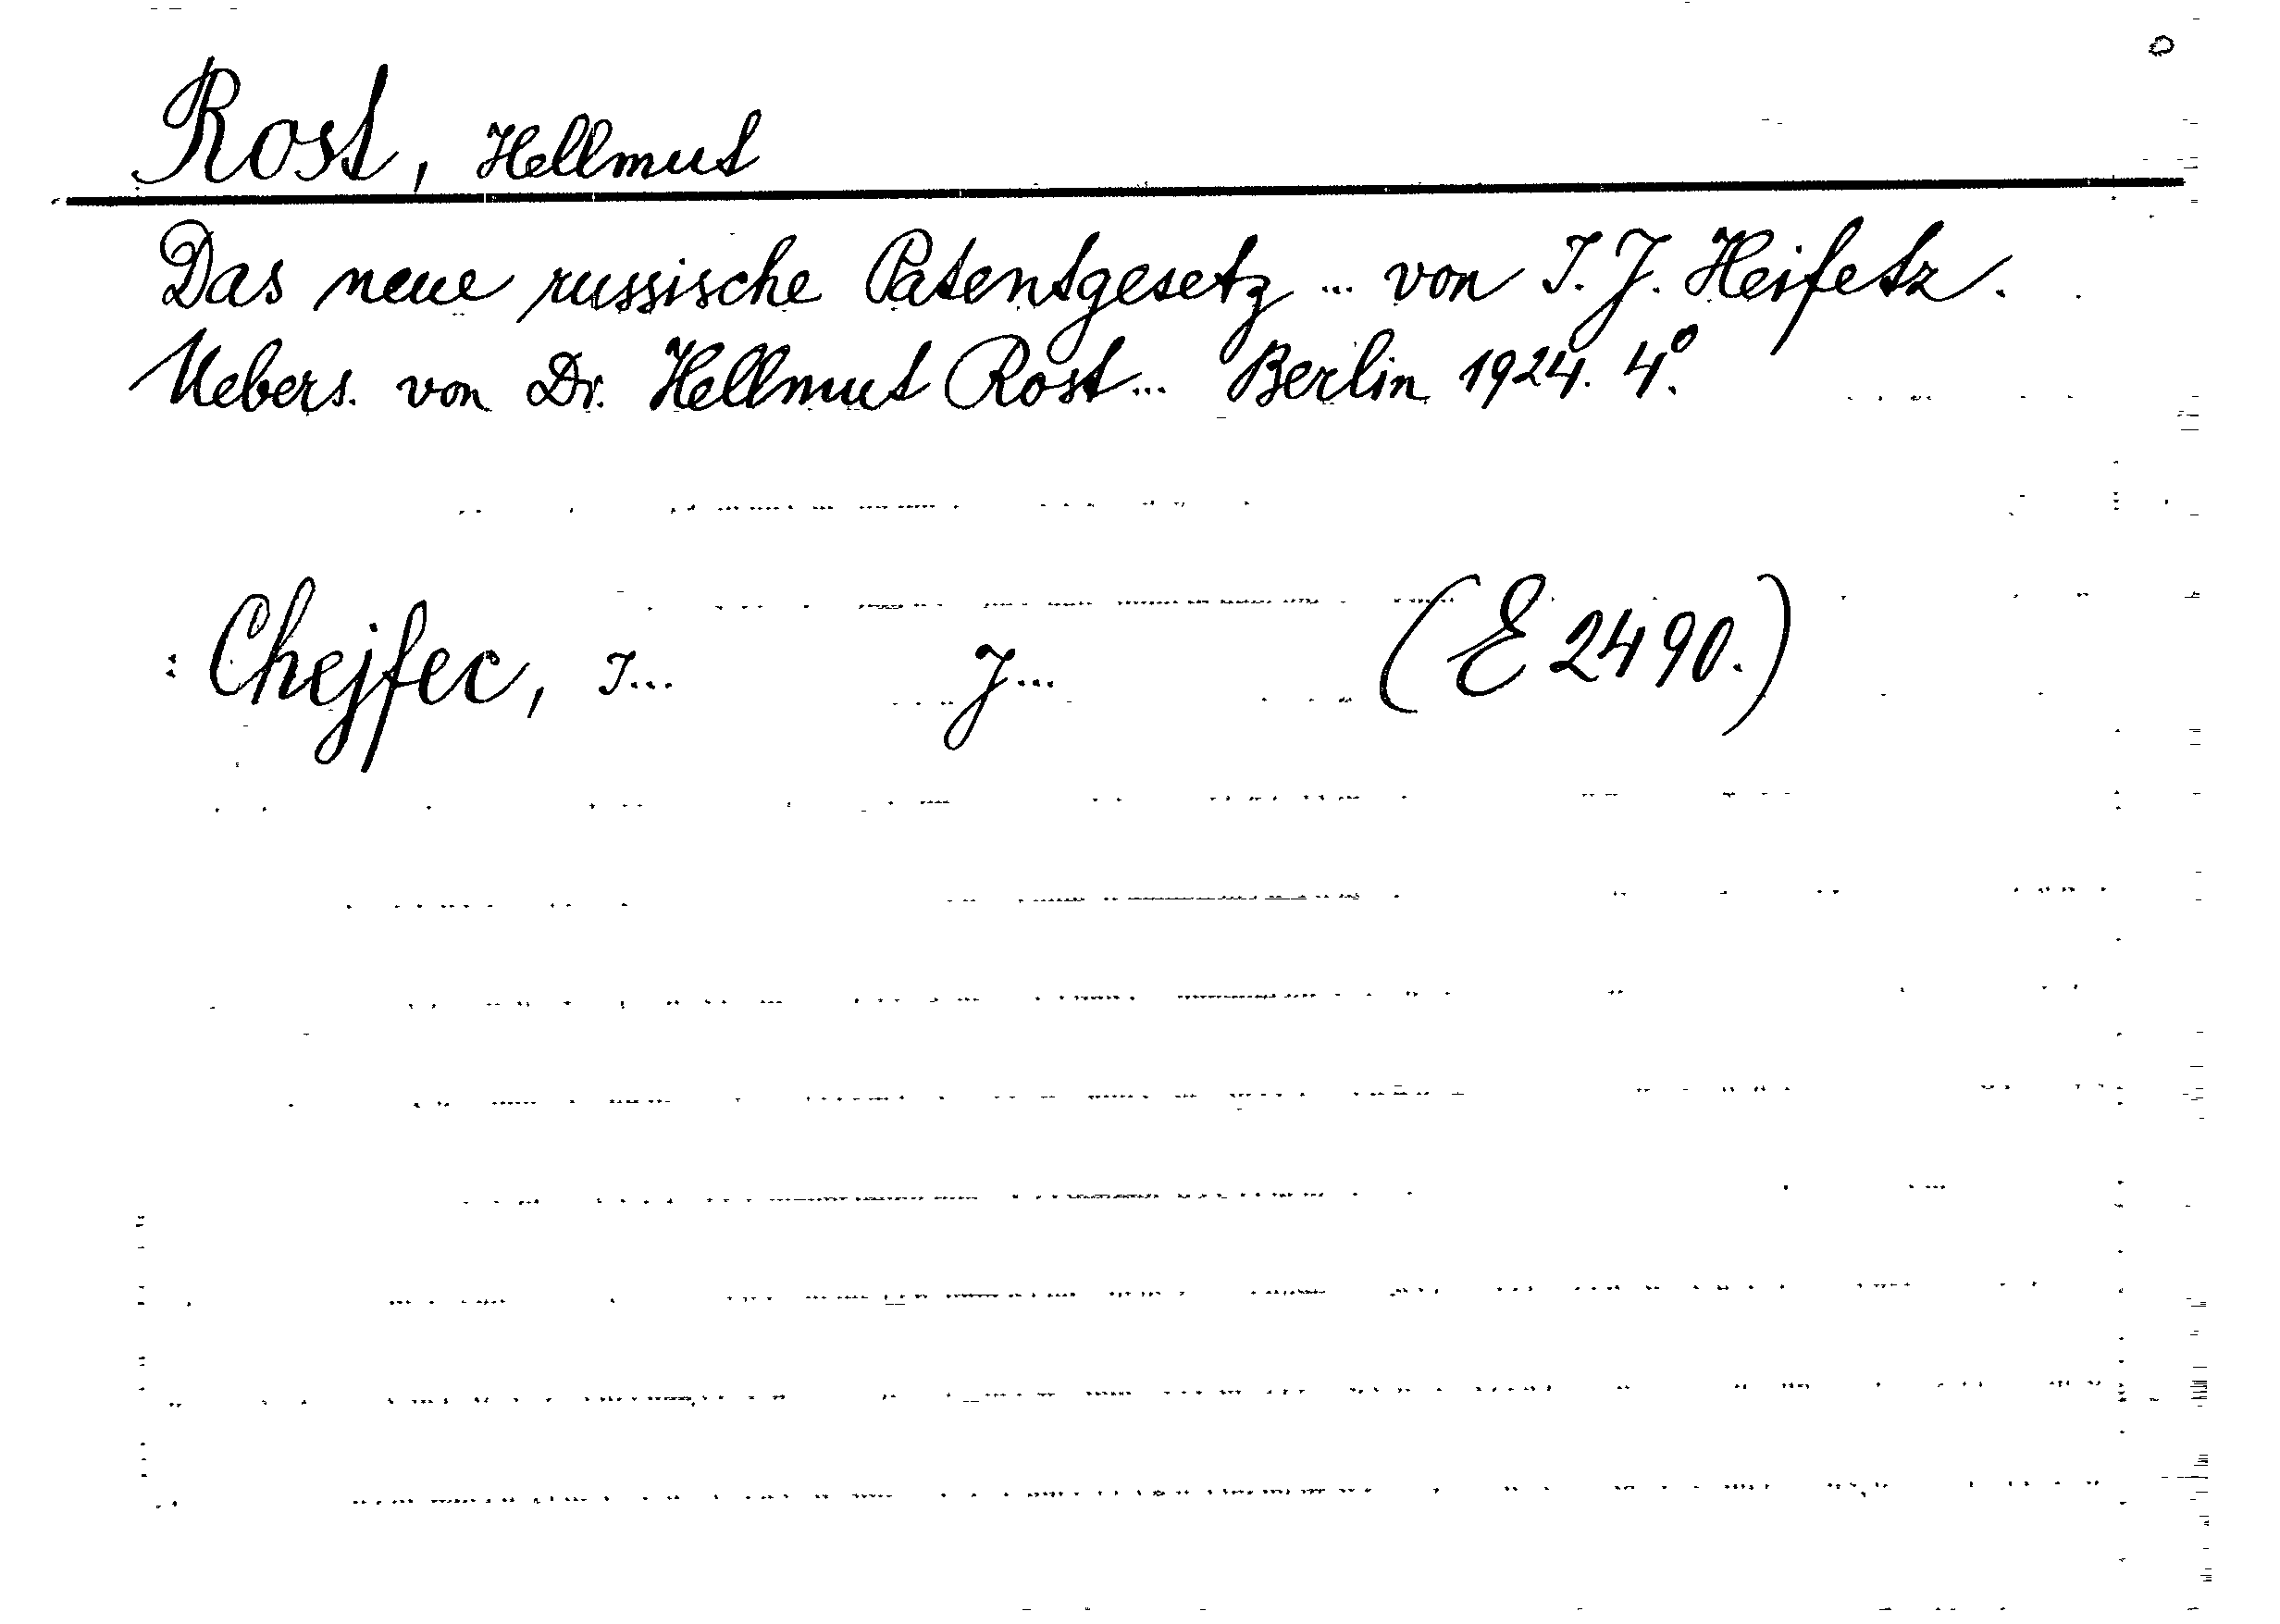 Rost, Hellmut
Das neue russische Patentgesetz ... von I. J. Heifetz.
Uebers. von Dr. Hellmut Rost ... Berlin 1924. 4°.
: Chejfec, I... J... (E 2490.)